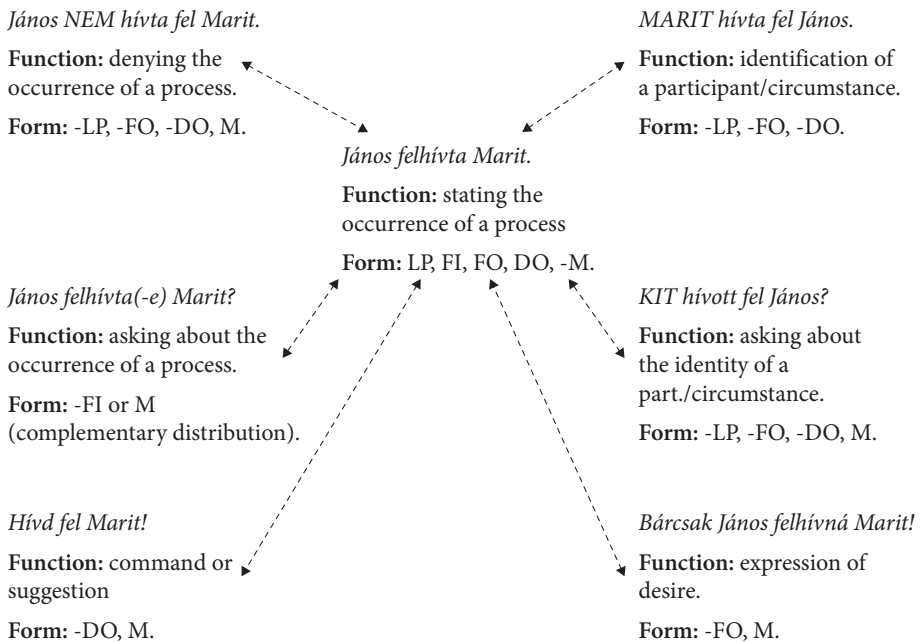 János NEM hívta fel Marit.
Function: denying the
occurrence of a process.
Form: -LP, -FO, -DO, M.
MARIT hívta fel János.
Function: identification of
a participant/circumstance.
Form: -LP, -FO, -DO.
János felhívta Marit.
Function: stating the
occurrence of a process
Form: LP, FI, FO, DO, -M.
János felhívta(-e) Marit?
Function: asking about the
occurrence of a process.
Form: -FI or M
(complementary distribution).
KIT hívott fel János?
Function: asking about
the identity of a
part./circumstance.
Form: -LP, -FO, -DO, M.
Hívd fel Marit!
Function: command or
suggestion
Form: -DO, M.
Bárcsak János felhívná Marit!
Function: expression of
desire.
Form: -FO, M.